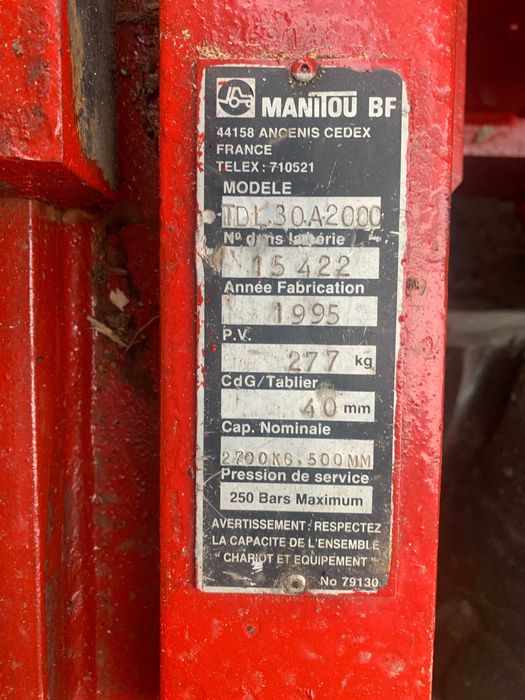 MANITOU BF
44158 ANCENIS CEDEX
FRANCE
TELEX : 710521
MODELE
TDL.30A2000
Nº dans la série
15422
Année Fabrication
1995
P.V.
277 kg
CdG/Tablier
40 mm
Cap. Nominale
2700KG.500MM
Pression de service
250 Bars Maximum
AVERTISSEMENT : RESPECTEZ
LA CAPACITE DE L'ENSEMBLE
CHARIOT ET EQUIPEMENT
No 79130